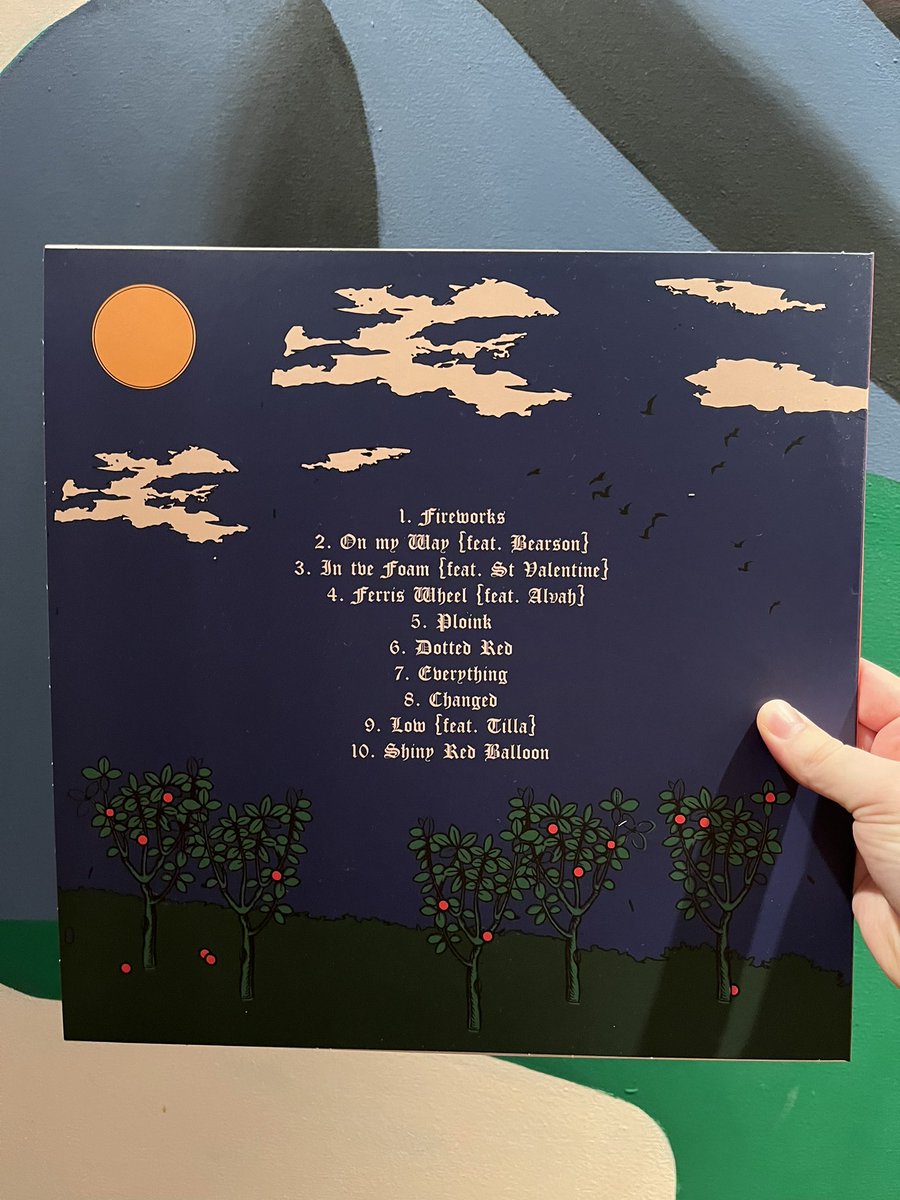 1. Fireworks
2. On my Way {feat. Bearson}
3. In tve Foam {feat. St Valentine}
4. Ferris Wheel {feat. Alvah}
5. Ploink
6. Dotted Red
7. Everything
8. Changed
9. Low {feat. Tilla}
10. Shiny Red Balloon